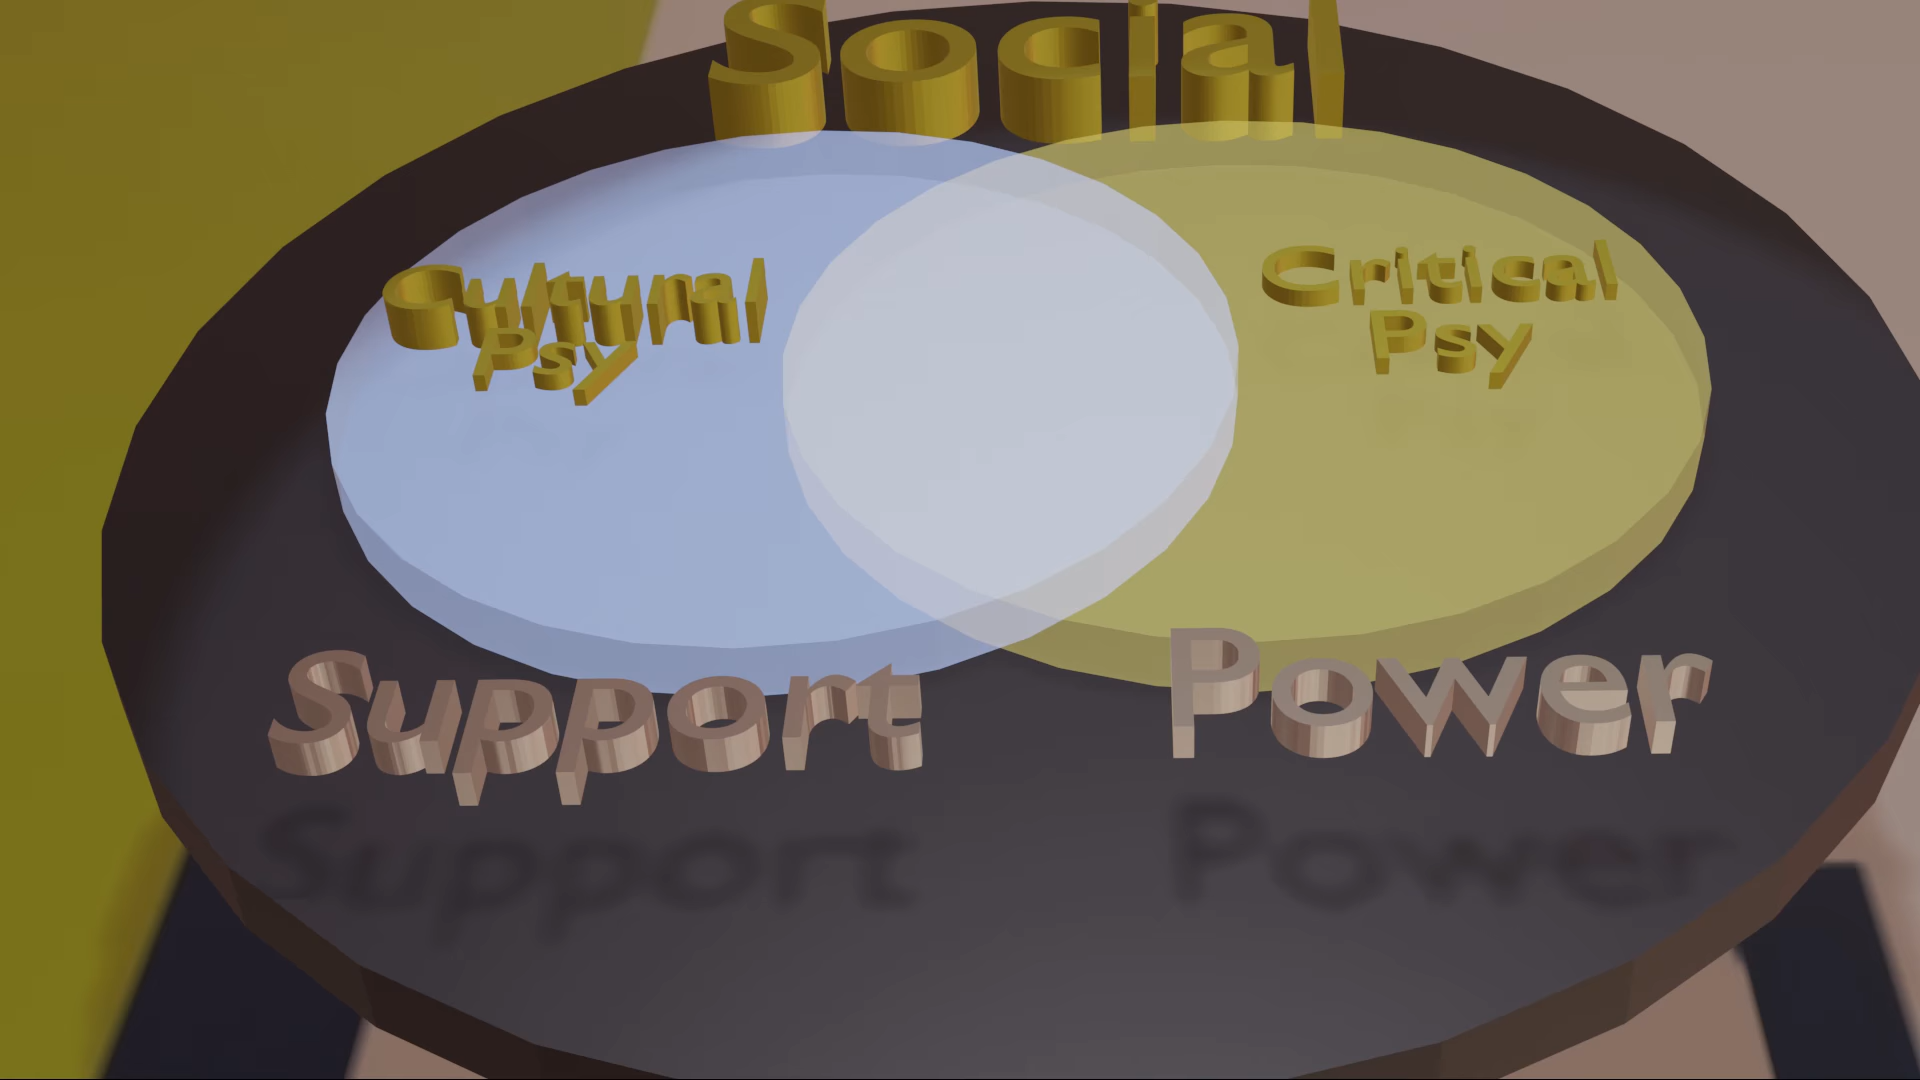 Social
Cultural
Psy
Critical
Psy
Support
Power